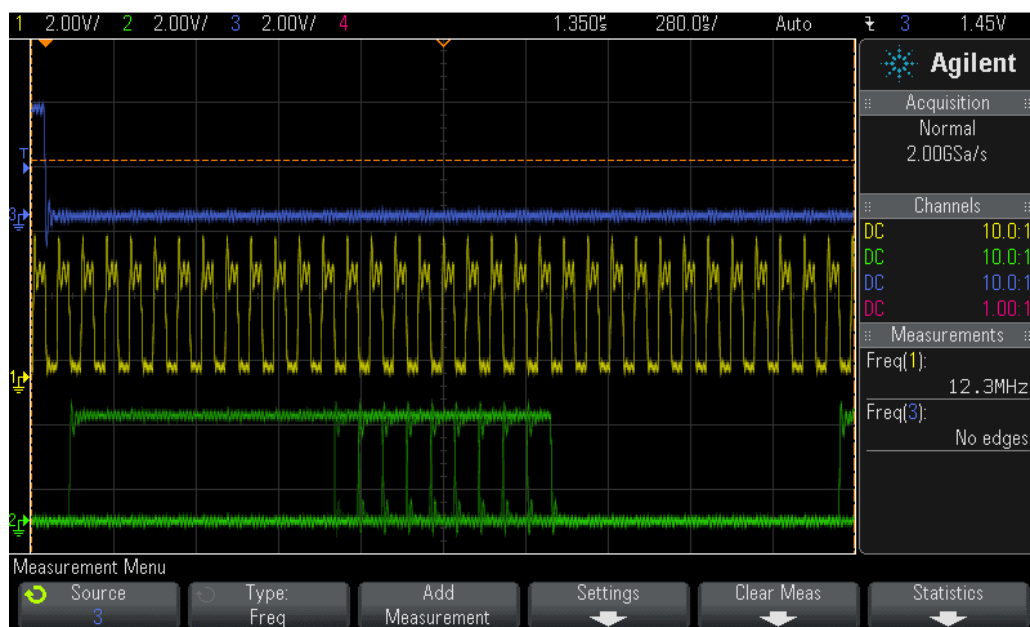 1 2.00V/ 2 2.00V/ 3 2.00V/ 4 1.350s 280.0s/ Auto 3 1.45V
Agilent
Acquisition
Normal
2.00GSa/s
Channels
DC 10.0:1
DC 10.0:1
DC 10.0:1
DC 1.00:1
Measurements
Freq(1):
12.3MHz
Freq(3):
No edges
T
3
1
2
Measurement Menu
Source
3
Type:
Freq
Add
Measurement
Settings
Clear Meas
Statistics